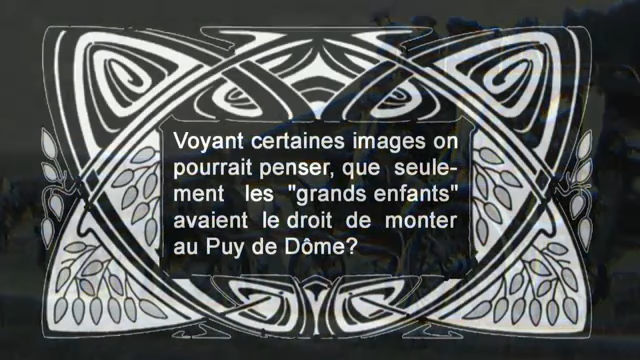 Voyant certaines images on
pourrait penser, que seule-
ment les "grands enfants"
avaient le droit de monter
au Puy de Dôme?